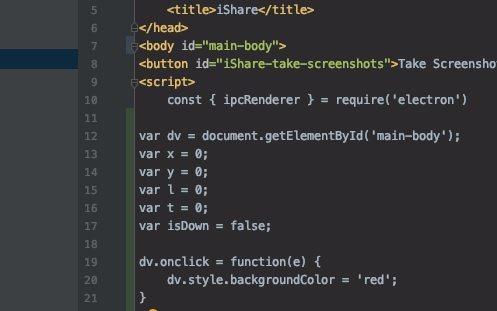 5 <title>iShare</title>
6 </head>
7 <body id="main-body">
8 <button id="iShare-take-screenshots">Take Screenshot
9 <script>
10 const { ipcRenderer } = require('electron')
11
12 var dv = document.getElementById('main-body');
13 var x = 0;
14 var y = 0;
15 var l = 0;
16 var t = 0;
17 var isDown = false;
18
19 dv.onclick = function(e) {
20 dv.style.backgroundColor = 'red';
21 }